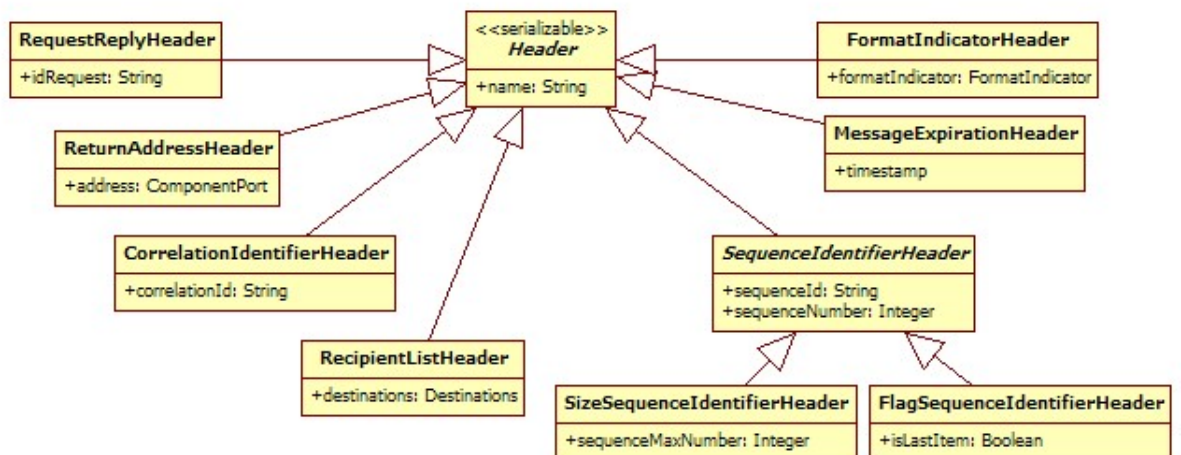 RequestReplyHeader
+idRequest: String
<<serializable>>
Header
+name: String
FormatIndicatorHeader
+formatIndicator: FormatIndicator
ReturnAddressHeader
+address: ComponentPort
MessageExpirationHeader
+timestamp
CorrelationIdentifierHeader
+correlationId: String
SequenceIdentifierHeader
+sequenceId: String
+sequenceNumber: Integer
RecipientListHeader
+destinations: Destinations
SizeSequenceIdentifierHeader
+sequenceMaxNumber: Integer
FlagSequenceIdentifierHeader
+isLastItem: Boolean